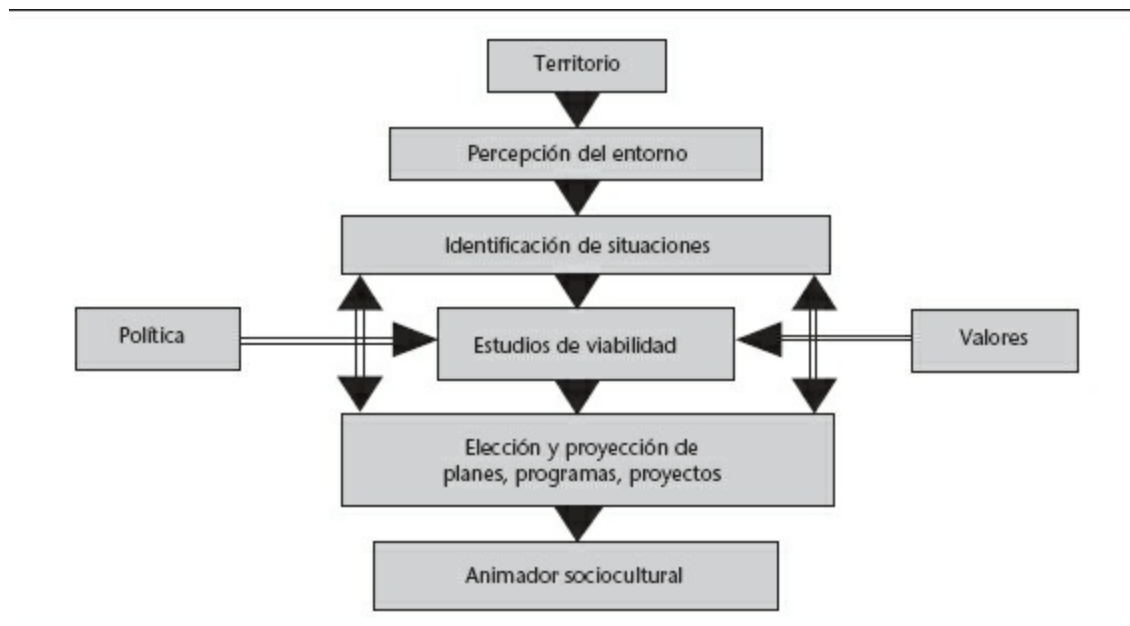 Territorio
Percepción del entorno
Identificación de situaciones
Política
Estudios de viabilidad
Valores
Elección y proyección de
planes, programas, proyectos
Animador sociocultural